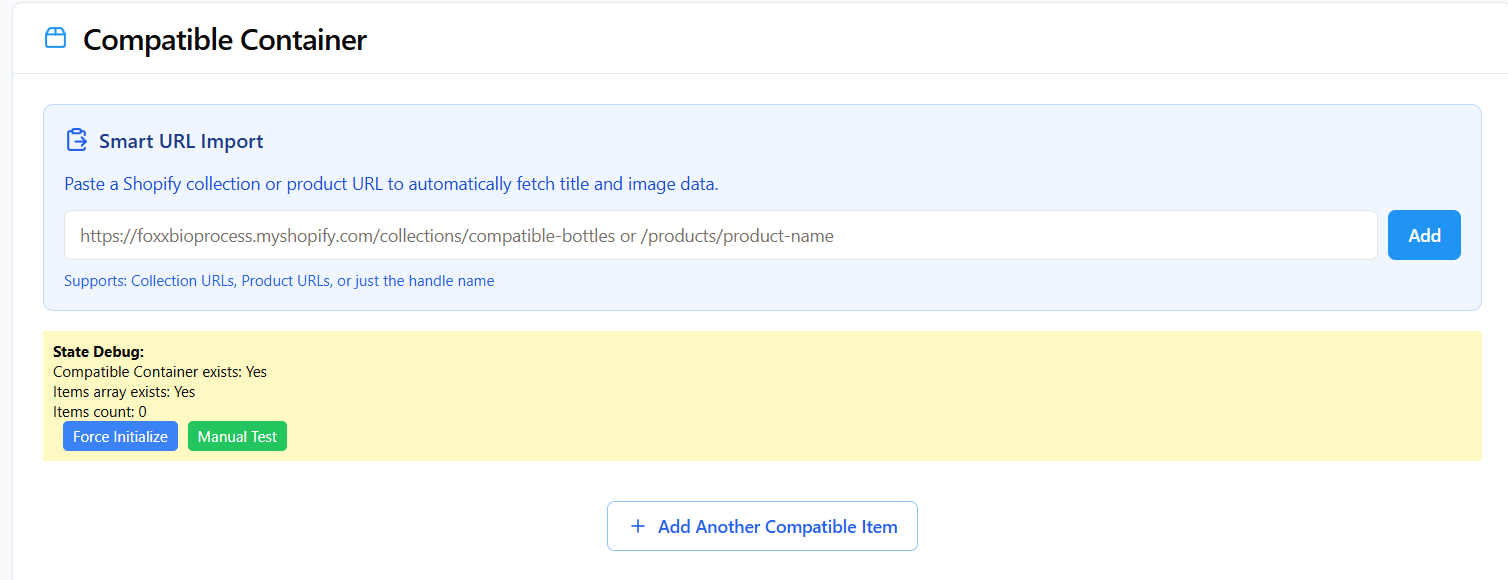 Compatible Container
Smart URL Import
Paste a Shopify collection or product URL to automatically fetch title and image data.
https://foxxbioprocess.myshopify.com/collections/compatible-bottles or /products/product-name
Add
Supports: Collection URLs, Product URLs, or just the handle name
State Debug:
Compatible Container exists: Yes
Items array exists: Yes
Items count: 0
Force Initialize
Manual Test
+ Add Another Compatible Item